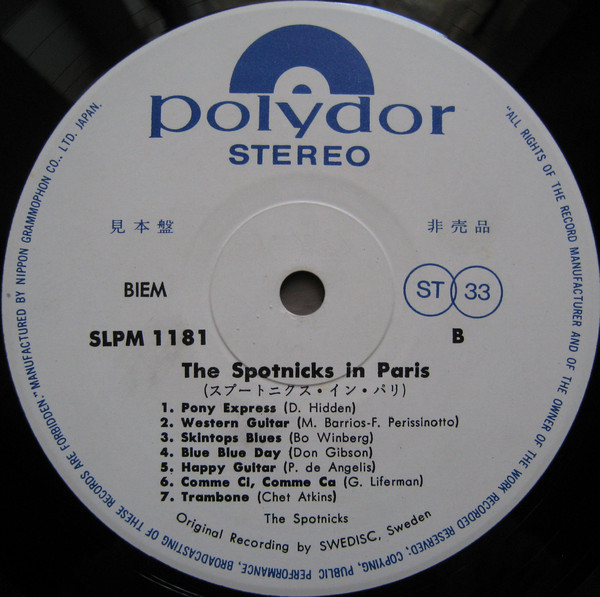 polydor
STEREO
見本盤
非売品
BIEM
ST 33
SLPM 1181
B
The Spotnicks in Paris
(スプートニクス・イン・パリ)
1. Pony Express (D. Hidden)
2. Western Guitar (M. Barrios-F. Perissinotto)
3. Skintops Blues (Bo Winberg)
4. Blue Blue Day (Don Gibson)
5. Happy Guitar (P. de Angelis)
6. Comme Ci, Comme Ca (G. Liferman)
7. Trambone (Chet Atkins)
The Spotnicks
Original Recording by SWEDISC, Sweden
"ALL RIGHTS OF THE RECORD MANUFACTURER AND OF THE OWNER OF THE WORK RECORDED RESERVED; COPYING, PUBLIC PERFORMANCE, BROADCASTING OF THESE RECORDS ARE FORBIDDEN." MANUFACTURED BY NIPPON GRAMMOPHON CO., LTD. JAPAN.